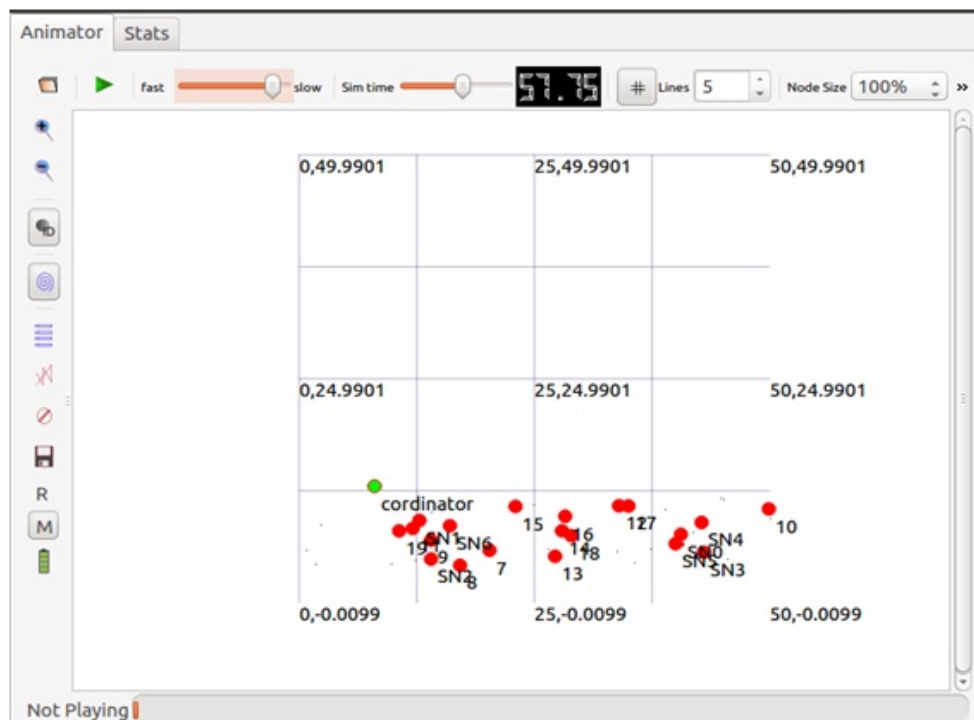 Animator Stats
fast slow Sim time 57.75 # Lines 5 Node Size 100% »
ID
0,49.9901 25,49.9901 50,49.9901
0,24.9901 25,24.9901 50,24.9901
cordinator
15 10
16 SN4
SN1 SN6
19 9 14 SN0
SN5 SN3
7
SN2 8 13
0,-0.0099 25,-0.0099 50,-0.0099
R
M
Not Playing